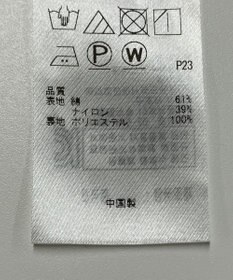 P W P23
品質
表地 綿 61%
ナイロン 39%
裏地 ポリエステル 100%
中国製